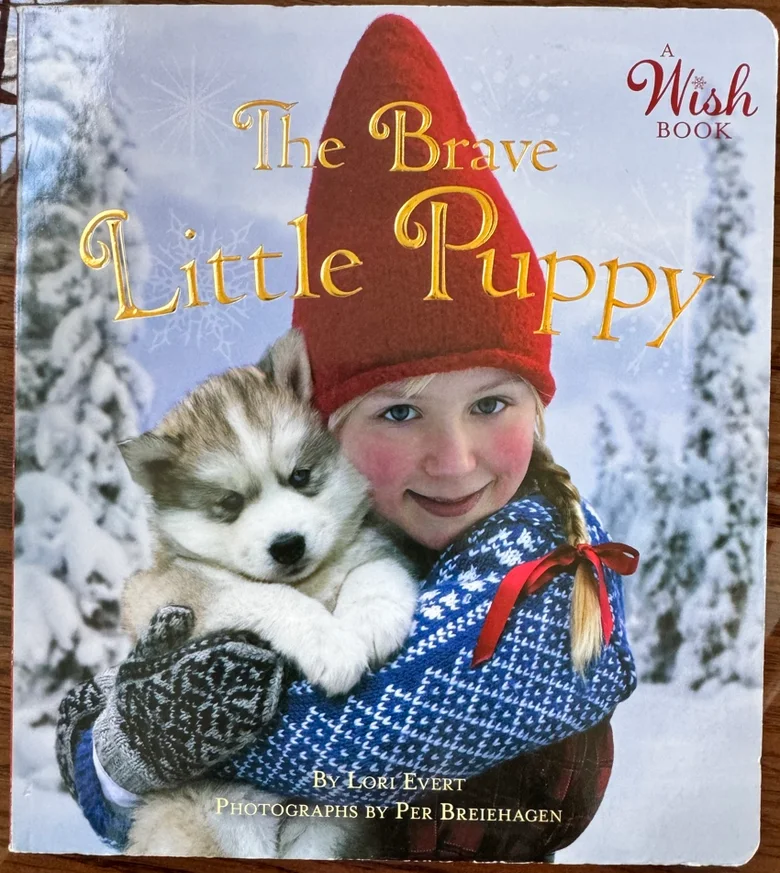 A
Wish
BOOK
The Brave
Little Puppy
By Lori Evert
Photographs by Per Breiehagen